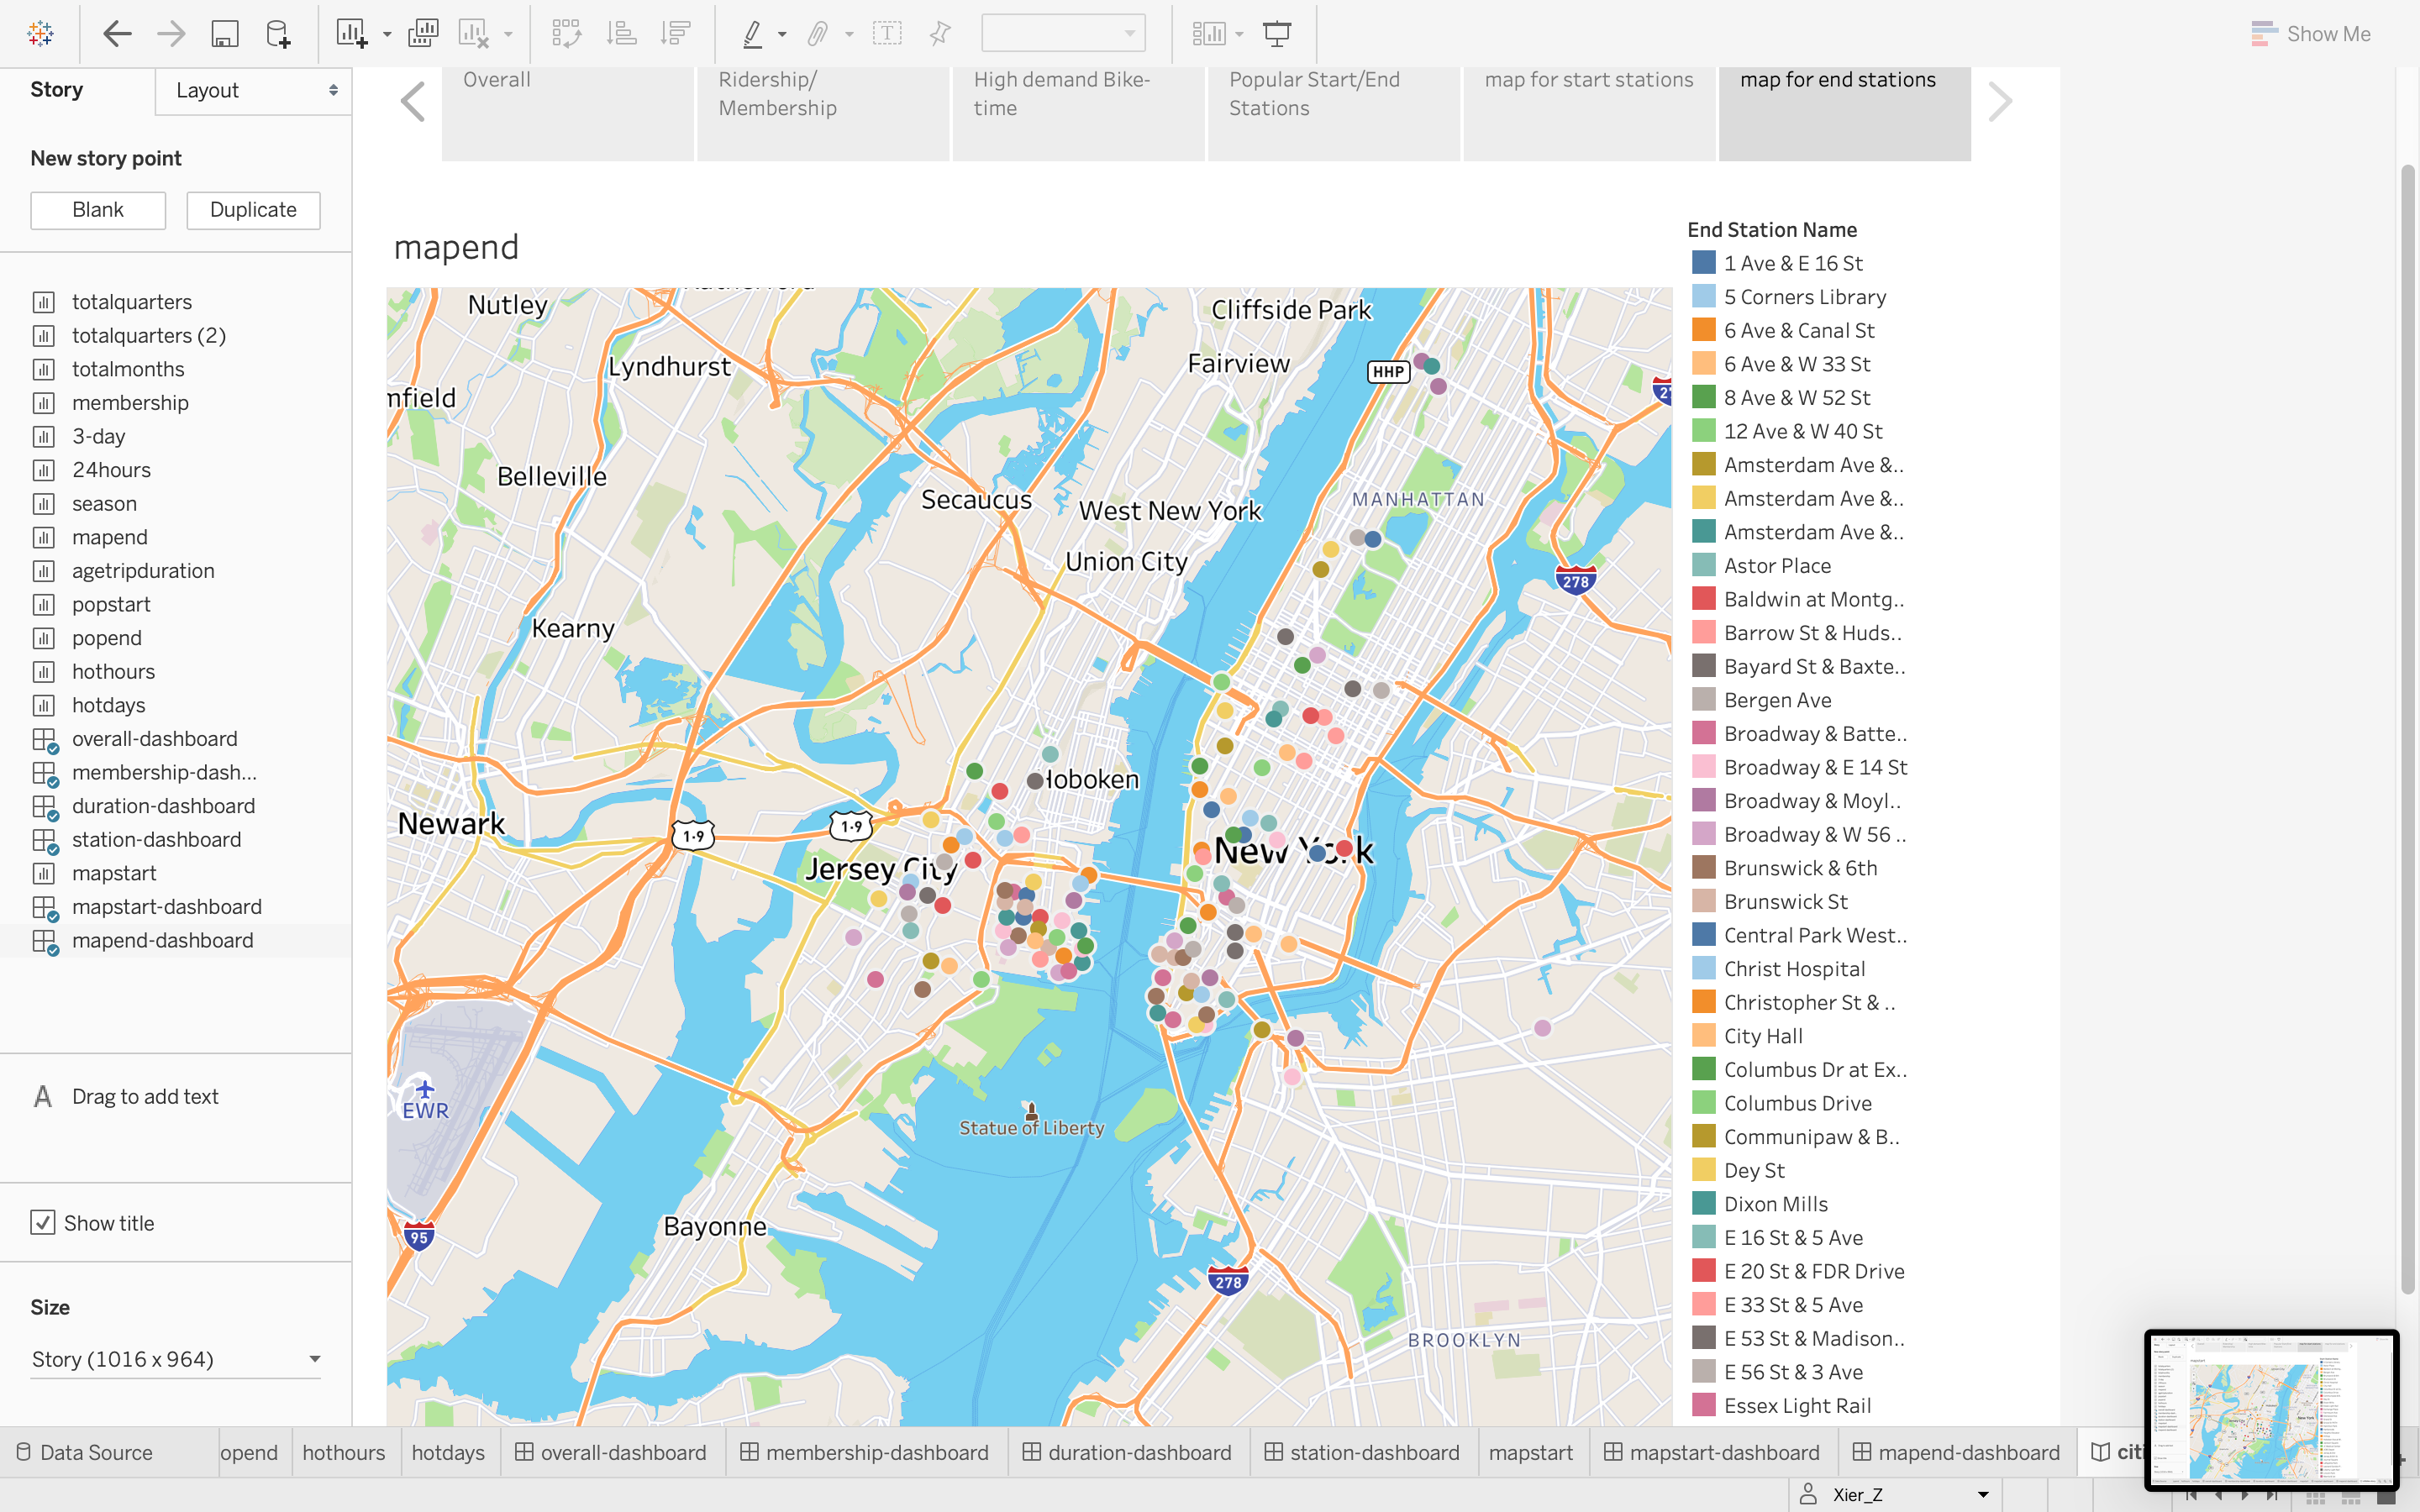 Show Me
Story
Layout
New story point
Blank
Duplicate
totalquarters
totalquarters (2)
totalmonths
membership
3-day
24hours
season
mapend
agetripduration
popstart
popend
hothours
hotdays
overall-dashboard
membership-dash...
duration-dashboard
station-dashboard
mapstart
mapstart-dashboard
mapend-dashboard
A Drag to add text
Show title
Size
Story (1016 x 964)
Overall
Ridership/
Membership
High demand Bike-
time
Popular Start/End
Stations
map for start stations
map for end stations
mapend
Nutley
Cliffside Park
Lyndhurst
Fairview
HHP
mfield
Belleville
Secaucus
West New York
MANHATTAN
Union City
278
Kearny
Hoboken
Newark
1·9
1·9
Jersey City
New York
EWR
Statue of Liberty
Bayonne
95
278
BROOKLYN
End Station Name
1 Ave & E 16 St
5 Corners Library
6 Ave & Canal St
6 Ave & W 33 St
8 Ave & W 52 St
12 Ave & W 40 St
Amsterdam Ave &..
Amsterdam Ave &..
Amsterdam Ave &..
Astor Place
Baldwin at Montg..
Barrow St & Huds..
Bayard St & Baxte..
Bergen Ave
Broadway & Batte..
Broadway & E 14 St
Broadway & Moyl..
Broadway & W 56 ..
Brunswick & 6th
Brunswick St
Central Park West..
Christ Hospital
Christopher St & ..
City Hall
Columbus Dr at Ex..
Columbus Drive
Communipaw & B..
Dey St
Dixon Mills
E 16 St & 5 Ave
E 20 St & FDR Drive
E 33 St & 5 Ave
E 53 St & Madison..
E 56 St & 3 Ave
Essex Light Rail
Data Source
opend
hothours
hotdays
overall-dashboard
membership-dashboard
duration-dashboard
station-dashboard
mapstart
mapstart-dashboard
mapend-dashboard
citi
Xier_Z